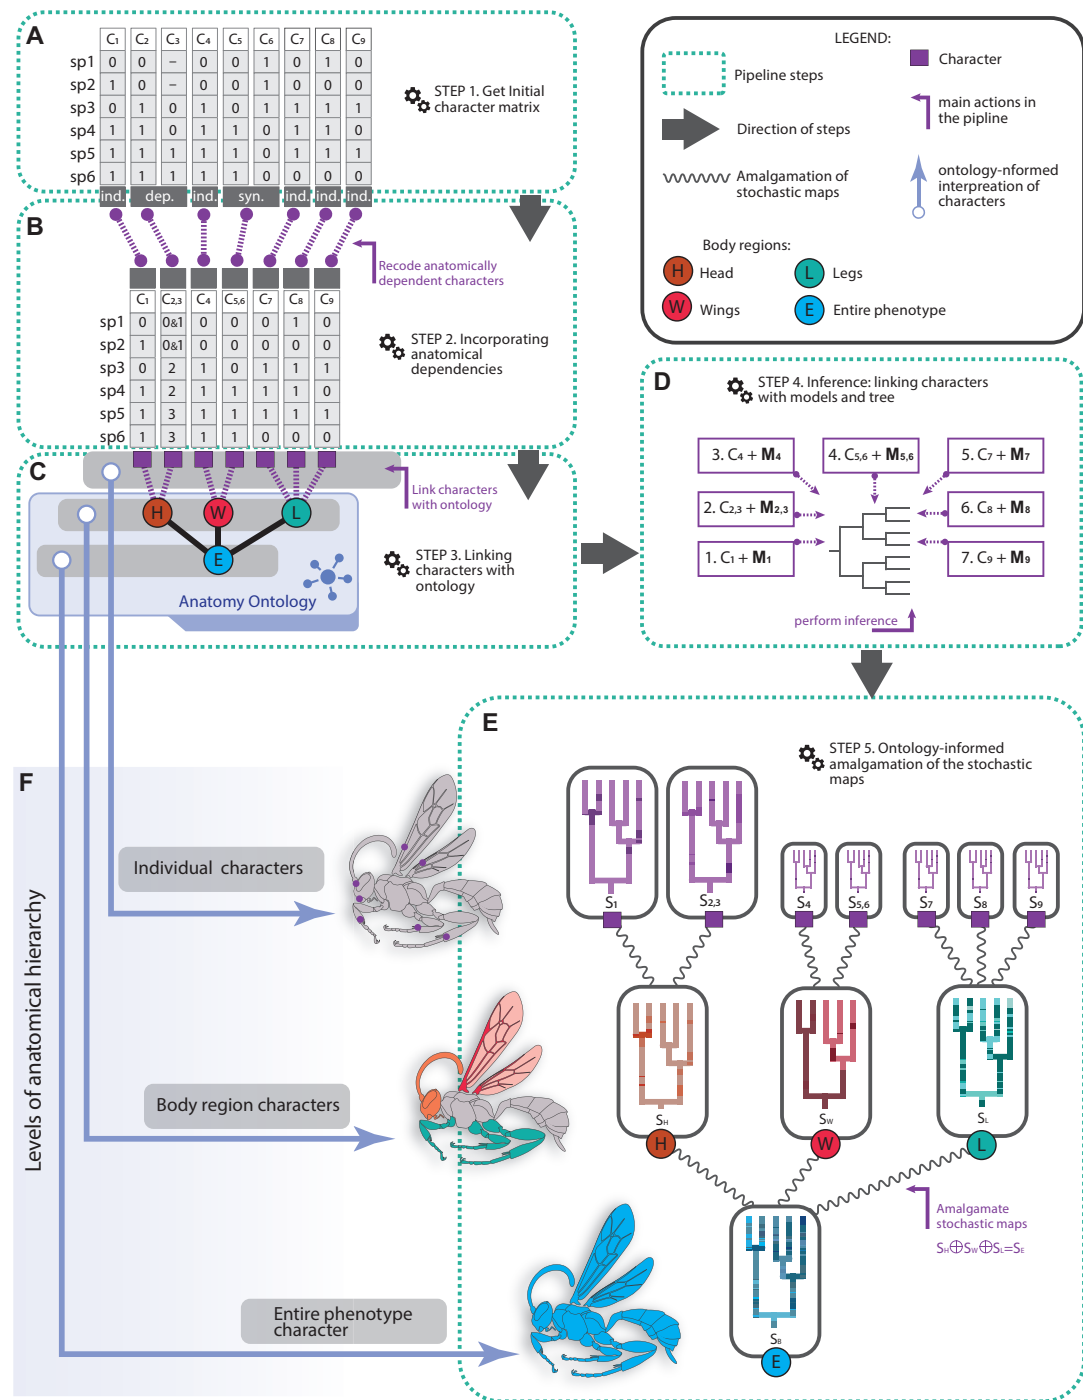 A
C1 C2 C3 C4 C5 C6 C7 C8 C9
sp1 0 0 – 0 0 1 0 1 0
sp2 1 0 – 0 0 1 0 0 0
sp3 0 1 0 1 1 1 1 1 1
sp4 1 1 0 1 1 0 1 1 0
sp5 1 1 1 1 1 0 1 1 1
sp6 1 1 1 1 1 0 0 0 0
ind. dep. ind. syn. ind. ind. ind.
STEP 1. Get Initial
character matrix
B
Recode anatomically
dependent characters
C1 C2,3 C4 C5,6 C7 C8 C9
sp1 0 0&1 0 0 0 1 0
sp2 1 0&1 0 0 0 0 0
sp3 0 2 1 0 1 1 1
sp4 1 2 1 1 1 1 0
sp5 1 3 1 1 1 1 1
sp6 1 3 1 1 0 0 0
STEP 2. Incorporating
anatomical
dependencies
C
Link characters
with ontology
H W L
E
Anatomy Ontology
STEP 3. Linking
characters with
ontology
LEGEND:
Pipeline steps
Character
Direction of steps
main actions in
the pipline
Amalgamation of
stochastic maps
ontology-nformed
interpreation of
characters
Body regions:
H Head
L Legs
W Wings
E Entire phenotype
D
STEP 4. Inference: linking characters
with models and tree
3. C4 + M4
4. C5,6 + M5,6
5. C7 + M7
2. C2,3 + M2,3
6. C8 + M8
1. C1 + M1
7. C9 + M9
perform inference
E
STEP 5. Ontology-informed
amalgamation of the stochastic
maps
S1 S2,3 S4 S5,6 S7 S8 S9
SH SW SL
H W L
Amalgamate
stochastic maps
SH⊕SW⊕SL=SE
SB
E
F
Levels of anatomical hierarchy
Individual characters
Body region characters
Entire phenotype
character